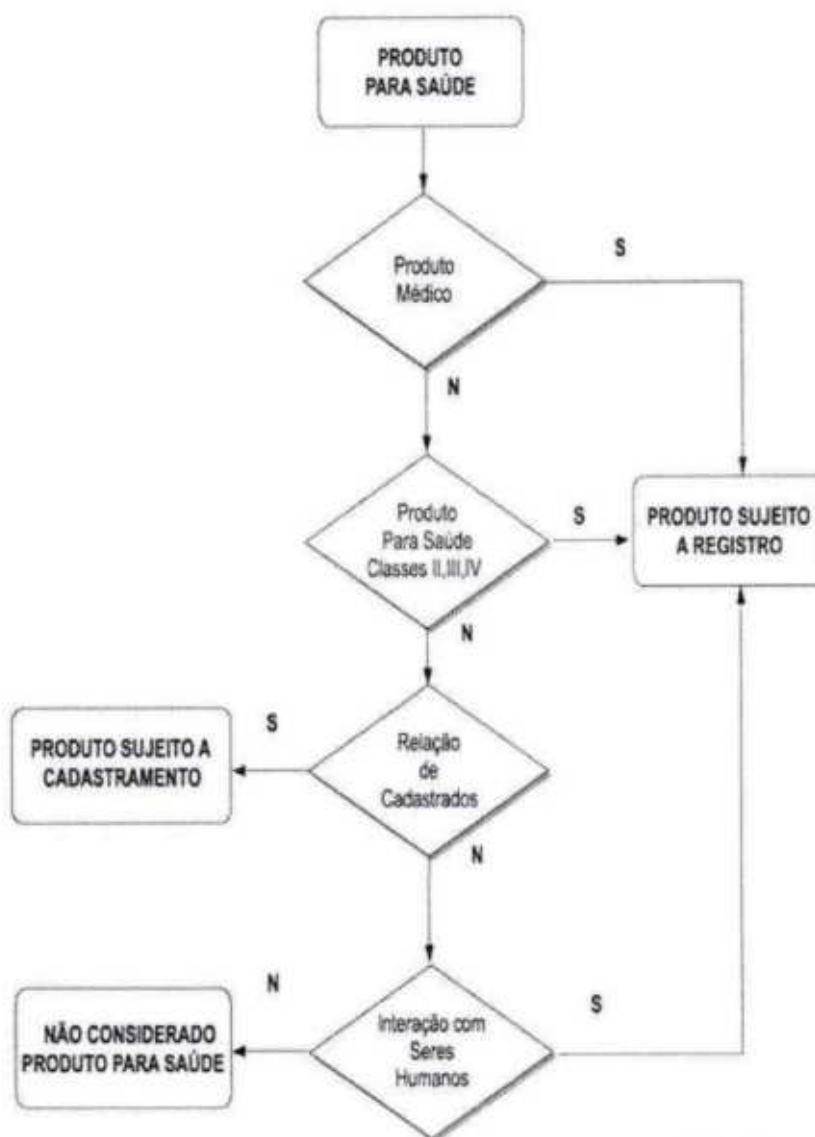 PRODUTO
PARA SAÚDE
Produto
Médico
S
N
Produto
Para Saúde
Classes II,III,IV
S
PRODUTO SUJEITO
A REGISTRO
N
Relação
de
Cadastrados
S
PRODUTO SUJEITO A
CADASTRAMENTO
N
Interação com
Seres
Humanos
N
NÃO CONSIDERADO
PRODUTO PARA SAÚDE
S